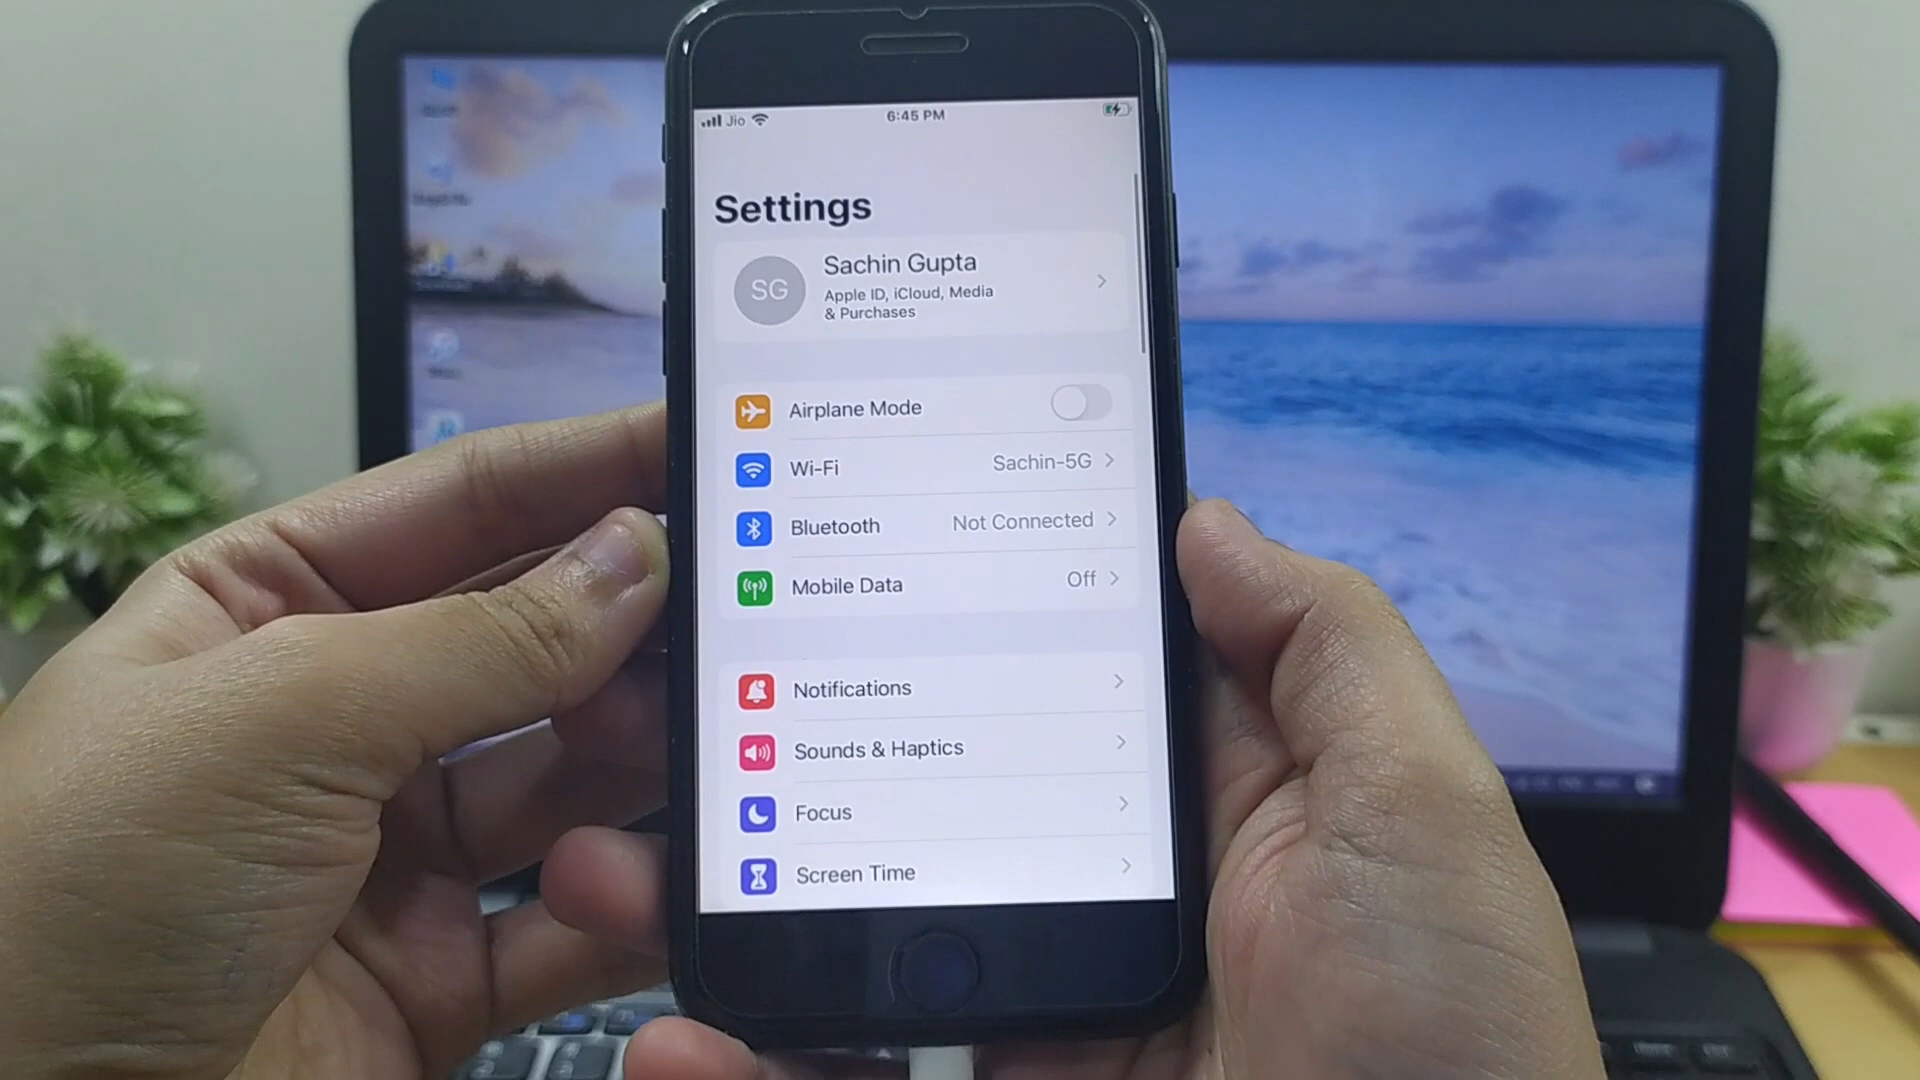 Jio 6:45 PM
Settings
SG
Sachin Gupta
Apple ID, iCloud, Media
& Purchases
Airplane Mode
Wi-Fi Sachin-5G
Bluetooth Not Connected
Mobile Data Off
Notifications
Sounds & Haptics
Focus
Screen Time